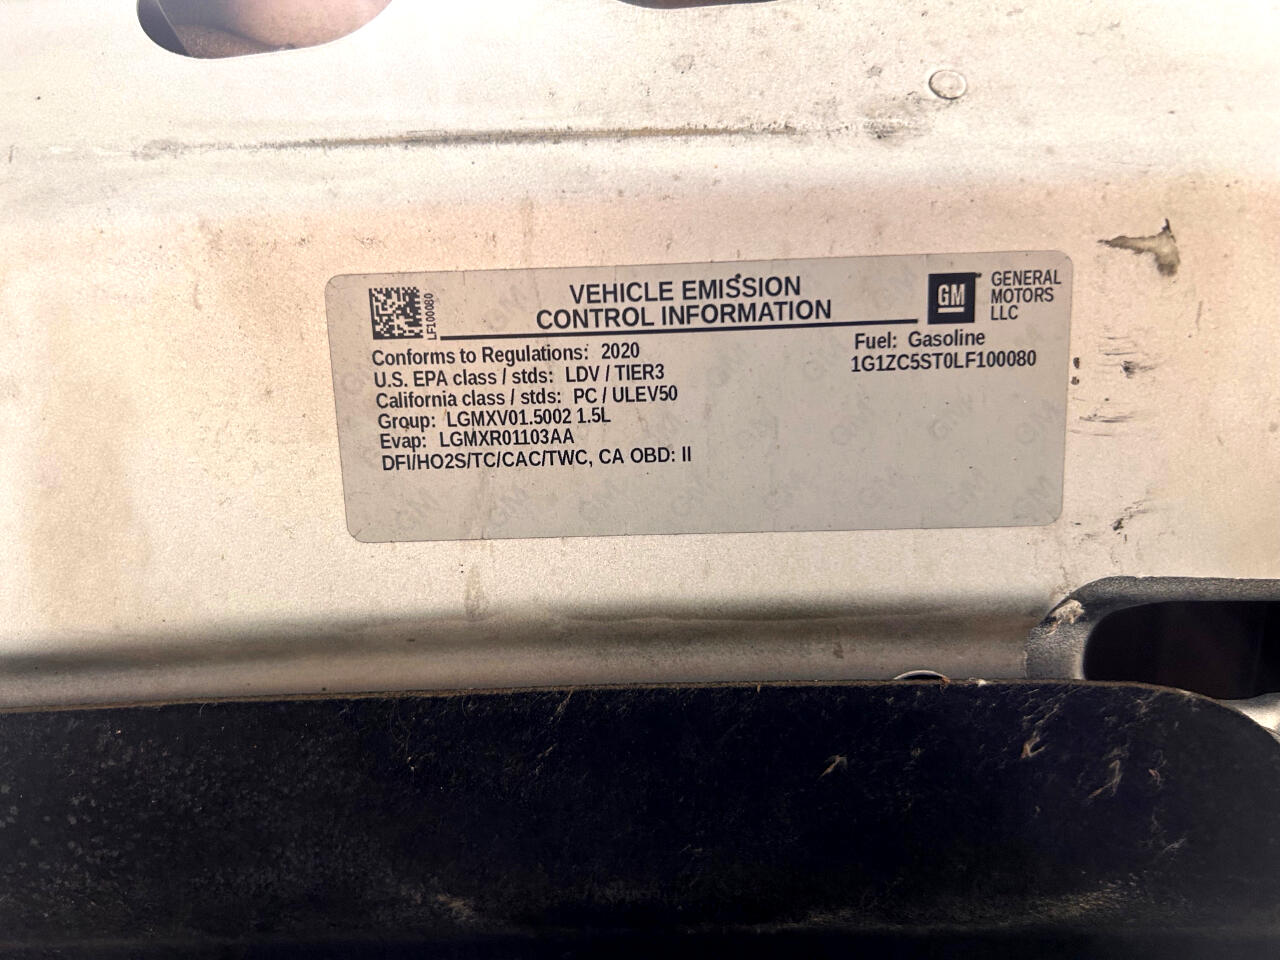 LF100080
VEHICLE EMISSION
CONTROL INFORMATION
GM
GENERAL
MOTORS
LLC
Conforms to Regulations: 2020
U.S. EPA class / stds: LDV / TIER3
California class / stds: PC / ULEV50
Group: LGMXV01.5002 1.5L
Evap: LGMXR01103AA
DFI/HO2S/TC/CAC/TWC, CA OBD: II
Fuel: Gasoline
1G1ZC5ST0LF100080